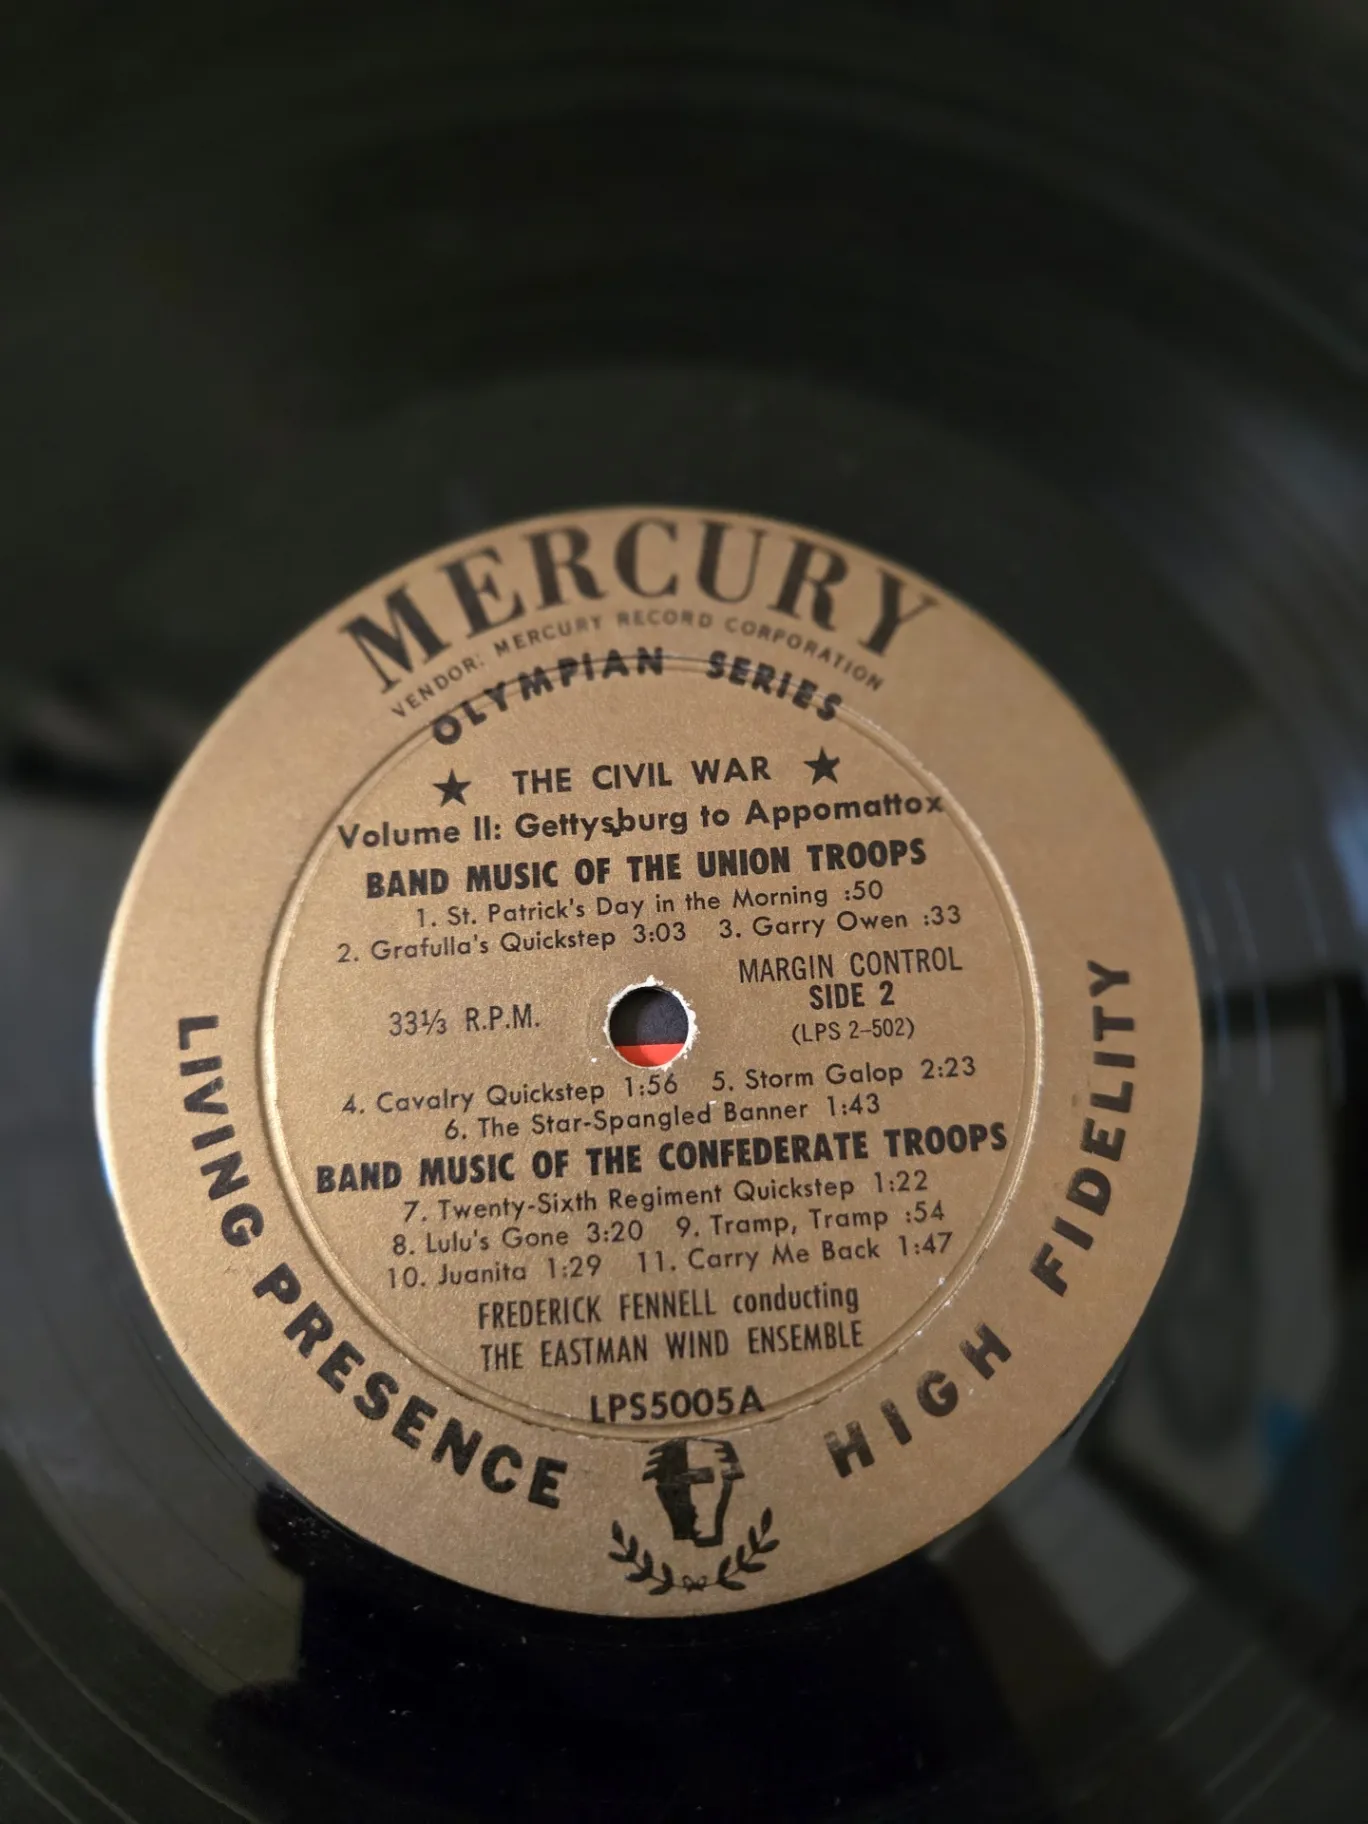 MERCURY
VENDOR: MERCURY RECORD CORPORATION
OLYMPIAN SERIES
★ THE CIVIL WAR ★
Volume II: Gettysburg to Appomattox
BAND MUSIC OF THE UNION TROOPS
1. St. Patrick's Day in the Morning :50
2. Grafulla's Quickstep 3:03 3. Garry Owen :33
MARGIN CONTROL
SIDE 2
33⅓ R.P.M.
(LPS 2-502)
4. Cavalry Quickstep 1:56 5. Storm Galop 2:23
6. The Star-Spangled Banner 1:43
BAND MUSIC OF THE CONFEDERATE TROOPS
7. Twenty-Sixth Regiment Quickstep 1:22
8. Lulu's Gone 3:20 9. Tramp, Tramp :54
10. Juanita 1:29 11. Carry Me Back 1:47
FREDERICK FENNELL conducting
THE EASTMAN WIND ENSEMBLE
LPS5005A
LIVING PRESENCE
HIGH FIDELITY